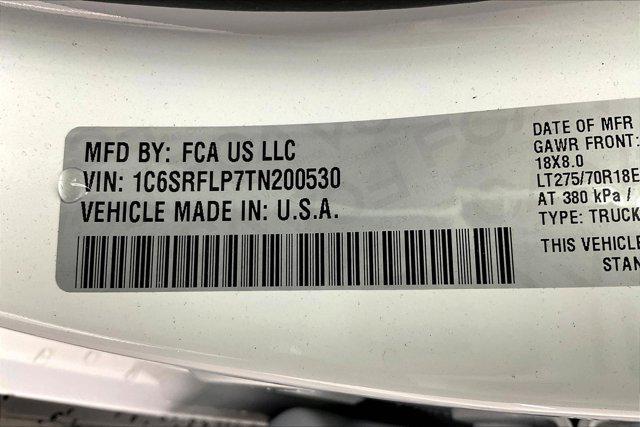 MFD BY: FCA US LLC
VIN: 1C6SRFLP7TN200530
VEHICLE MADE IN: U.S.A.
DATE OF MFR
GAWR FRONT:
18X8.0
LT275/70R18E
AT 380 kPa /
TYPE: TRUCK
THIS VEHICLE
STAN